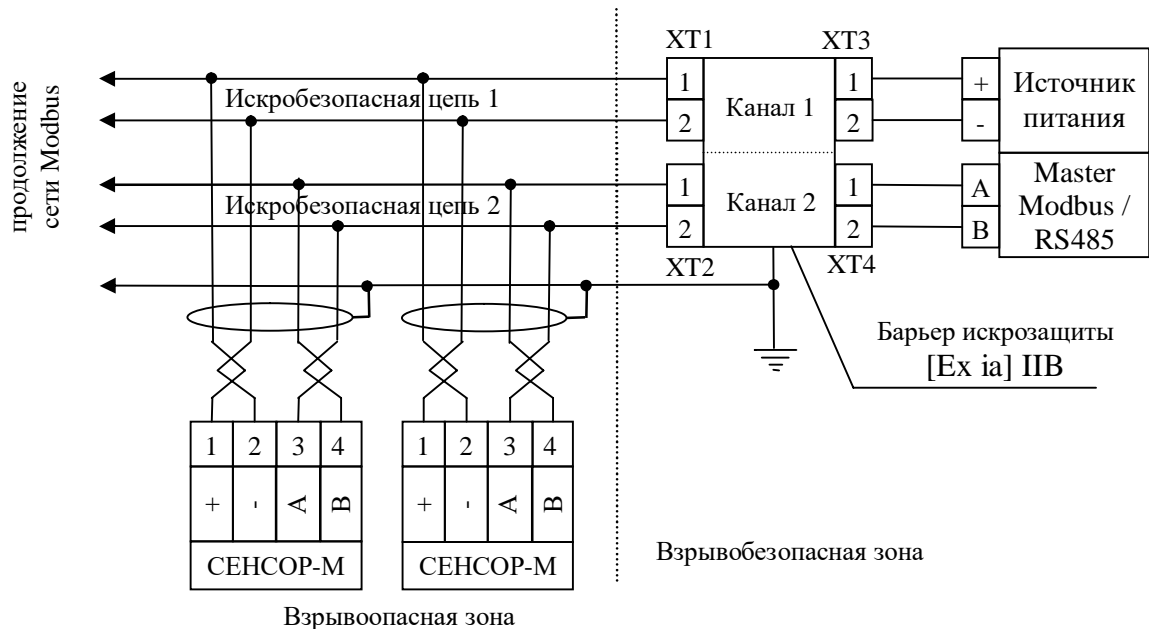 XT1
XT3
продолжение
сети Modbus
Искробезопасная цепь 1
1
2
Канал 1
1
2
+
-
Источник
питания
Искробезопасная цепь 2
1
2
Канал 2
1
2
A
B
Master
Modbus /
RS485
XT2
XT4
Барьер искрозащиты
[Ex ia] IIB
1 2 3 4
+ - A B
СЕНСОР-М
1 2 3 4
+ - A B
СЕНСОР-М
Взрывобезопасная зона
Взрывоопасная зона